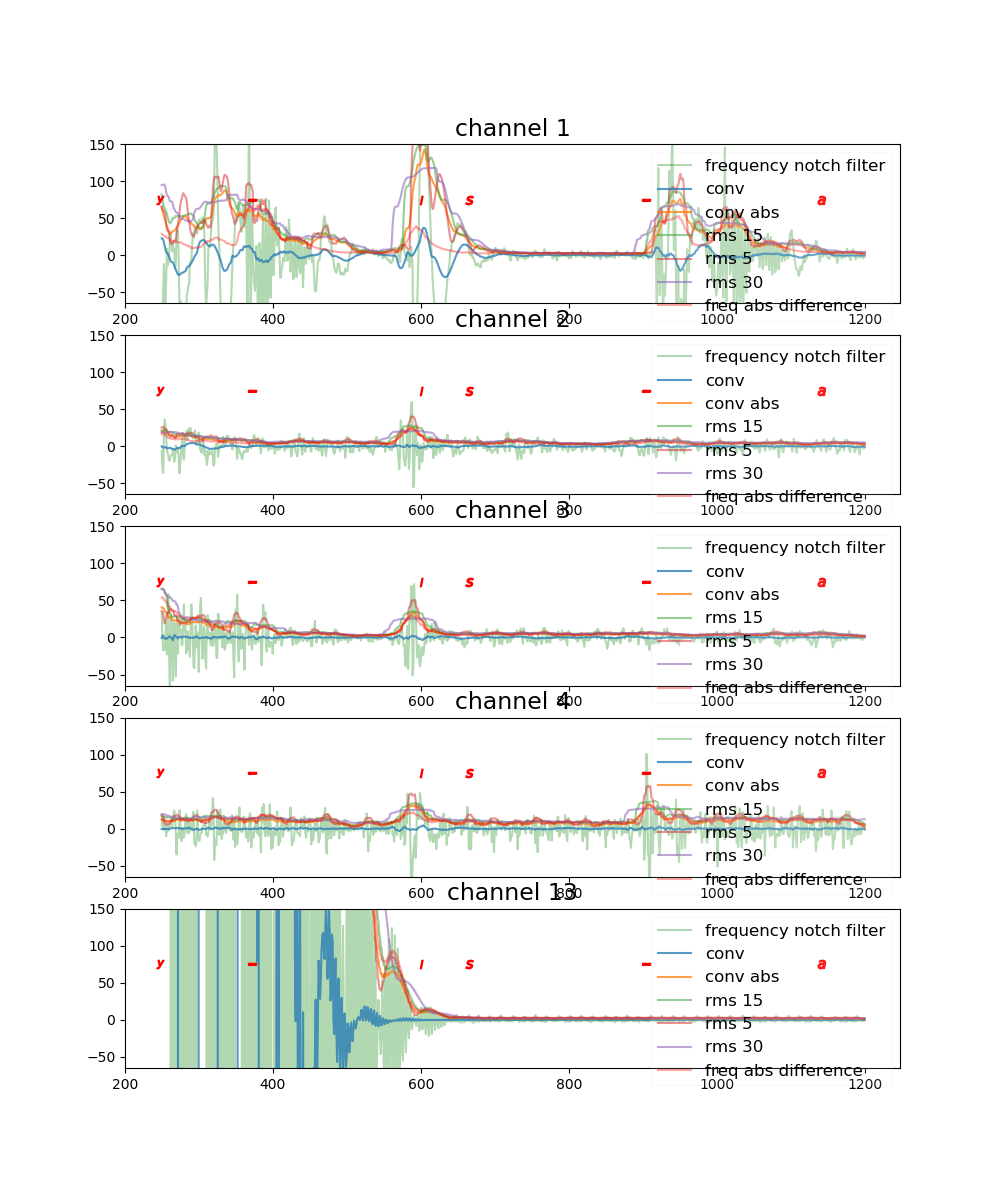 channel 1
150
100
50
0
−50
y - ı s - a
frequency notch filter
conv
conv abs
rms 15
rms 5
rms 30
freq abs difference
200 400 600 800 1000 1200
channel 2
150
100
50
0
−50
y - ı s - a
frequency notch filter
conv
conv abs
rms 15
rms 5
rms 30
freq abs difference
200 400 600 800 1000 1200
channel 3
150
100
50
0
−50
y - ı s - a
frequency notch filter
conv
conv abs
rms 15
rms 5
rms 30
freq abs difference
200 400 600 800 1000 1200
channel 4
150
100
50
0
−50
y - ı s - a
frequency notch filter
conv
conv abs
rms 15
rms 5
rms 30
freq abs difference
200 400 600 800 1000 1200
channel 13
150
100
50
0
−50
y - ı s - a
frequency notch filter
conv
conv abs
rms 15
rms 5
rms 30
freq abs difference
200 400 600 800 1000 1200